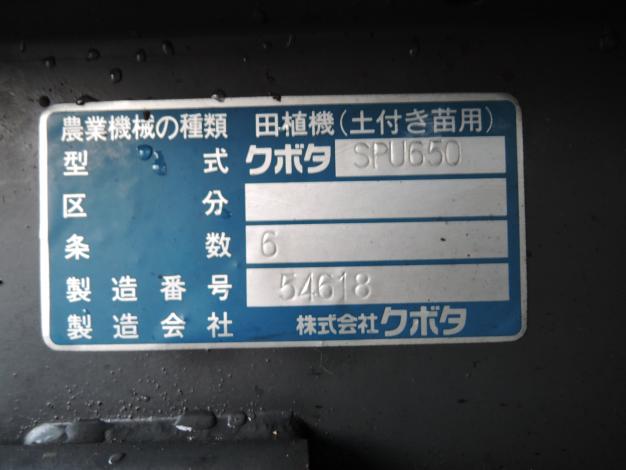 農業機械の種類 田植機(土付き苗用)
型式 クボタ SPU650
区分
条数 6
製造番号 54618
製造会社 株式会社クボタ